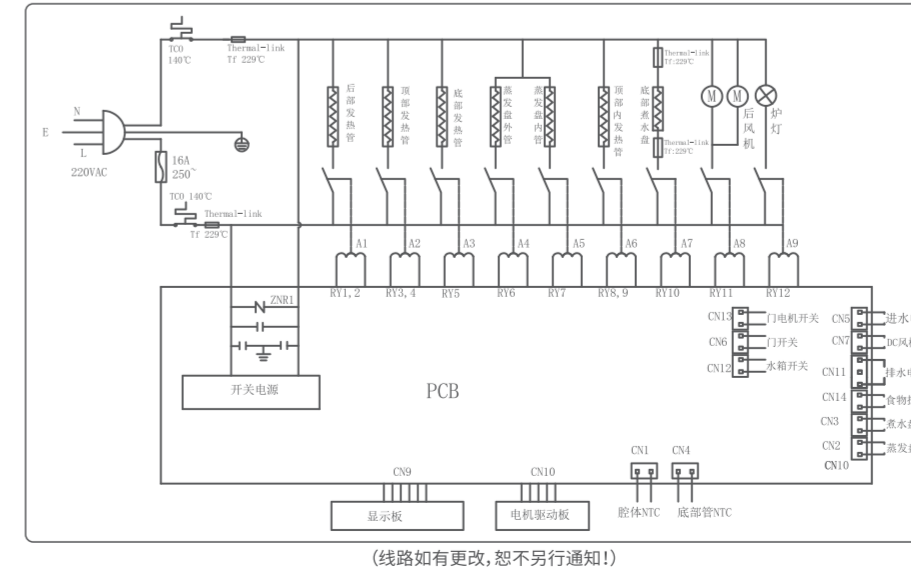 TCO
140℃
Thermal-link
Tf 229℃
N
E
L
220VAC
16A
250~
TCO 140℃
Thermal-link
Tf 229℃
后部发热管
顶部发热管
底部发热管
蒸发盘外管
蒸发盘内管
顶部内发热管
底部煮水盘
Thermal-link
Tf:229℃
Thermal-link
Tf:229℃
M
M
后风机
炉灯
A1
A2
A3
A4
A5
A6
A7
A8
A9
RY1,2
RY3,4
RY5
RY6
RY7
RY8,9
RY10
RY11
RY12
ZNR1
开关电源
PCB
CN13
门电机开关
CN6
门开关
CN12
水箱开关
CN5
进水
CN7
DC风机
CN11
排水
CN14
食物
CN3
煮水
CN2
蒸发
CN10
CN9
显示板
CN10
电机驱动板
CN1
腔体NTC
CN4
底部管NTC
（线路如有更改，恕不另行通知！）